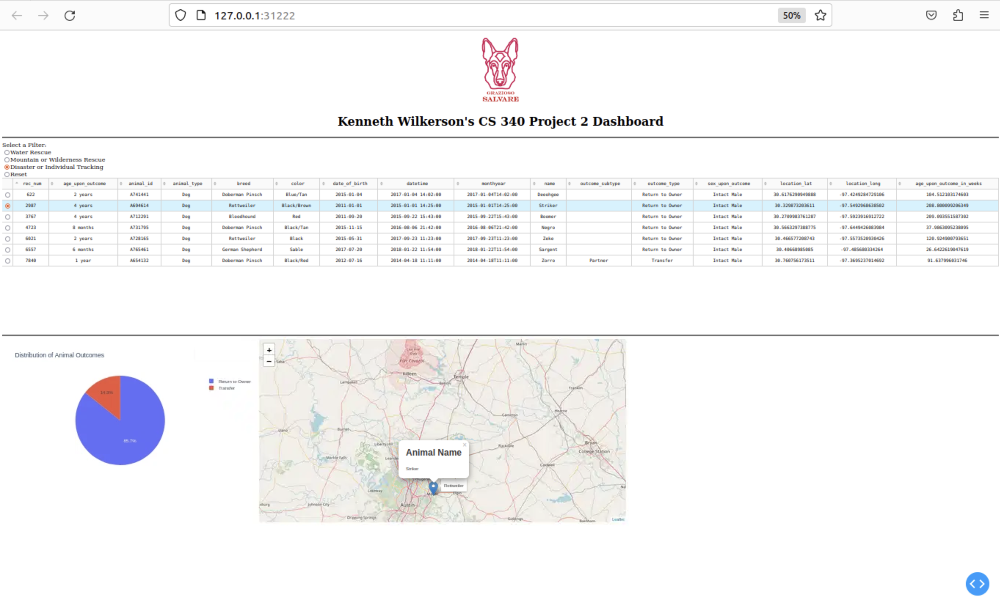 127.0.0.1:31222
50%
GRAZIOSO
SALVARE
Kenneth Wilkerson's CS 340 Project 2 Dashboard
Select a Filter:
Water Rescue
Mountain or Wilderness Rescue
Disaster or Individual Tracking
Reset
rec_num age_upon_outcome animal_id animal_type breed color date_of_birth datetime monthyear name outcome_subtype outcome_type sex_upon_outcome location_lat location_long age_upon_outcome_in_weeks
622 2 years A741441 Dog Doberman Pinsch Blue/Tan 2015-01-04 2017-01-04 14:02:00 2017-01-04T14:02:00 Deeohgee Return to Owner Intact Male 30.6176290949888 -97.4249284729106 104.512103174603
2987 4 years A694614 Dog Rottweiler Black/Brown 2011-01-01 2015-01-01 14:25:00 2015-01-01T14:25:00 Striker Return to Owner Intact Male 30.329873203611 -97.5492968638502 208.800099206349
3767 4 years A712291 Dog Bloodhound Red 2011-09-20 2015-09-22 15:43:00 2015-09-22T15:43:00 Boomer Return to Owner Intact Male 30.2709983761287 -97.5923916912722 209.093551587302
4723 8 months A731795 Dog Doberman Pinsch Black/Tan 2015-11-15 2016-08-06 21:42:00 2016-08-06T21:42:00 Negro Return to Owner Intact Male 30.5663297388775 -97.6449426083984 37.9863095238095
6021 2 years A728165 Dog Rottweiler Black 2015-05-31 2017-09-23 11:23:00 2017-09-23T11:23:00 Zeke Return to Owner Intact Male 30.466577208743 -97.5573520930426 120.924900793651
6557 6 months A765461 Dog German Shepherd Sable 2017-07-20 2018-01-22 11:54:00 2018-01-22T11:54:00 Sargent Return to Owner Intact Male 30.40668985085 -97.485680334264 26.6422619047619
7840 1 year A654132 Dog Doberman Pinsch Black/Red 2012-07-16 2014-04-18 11:11:00 2014-04-18T11:11:00 Zorro Partner Transfer Intact Male 30.760756173511 -97.3695237014692 91.637996031746
Distribution of Animal Outcomes
Return to Owner
Transfer
14.3%
85.7%
+
−
Marlin
Saba
Fort Cavazos
Killeen
Temple
Lampasas
Belton
Franklin
Hearne
Cameron
Llano
Burnet
Liberty Hill
Rockdale
Bryan
College Station
Marble Falls
Leande
Caldwell
Animal Name
Striker
Rottweiler
Lakeway
Elgin
Na
sburg
Johnson City
Austin
Dripping Springs
Giddings
Brenham
Leaflet